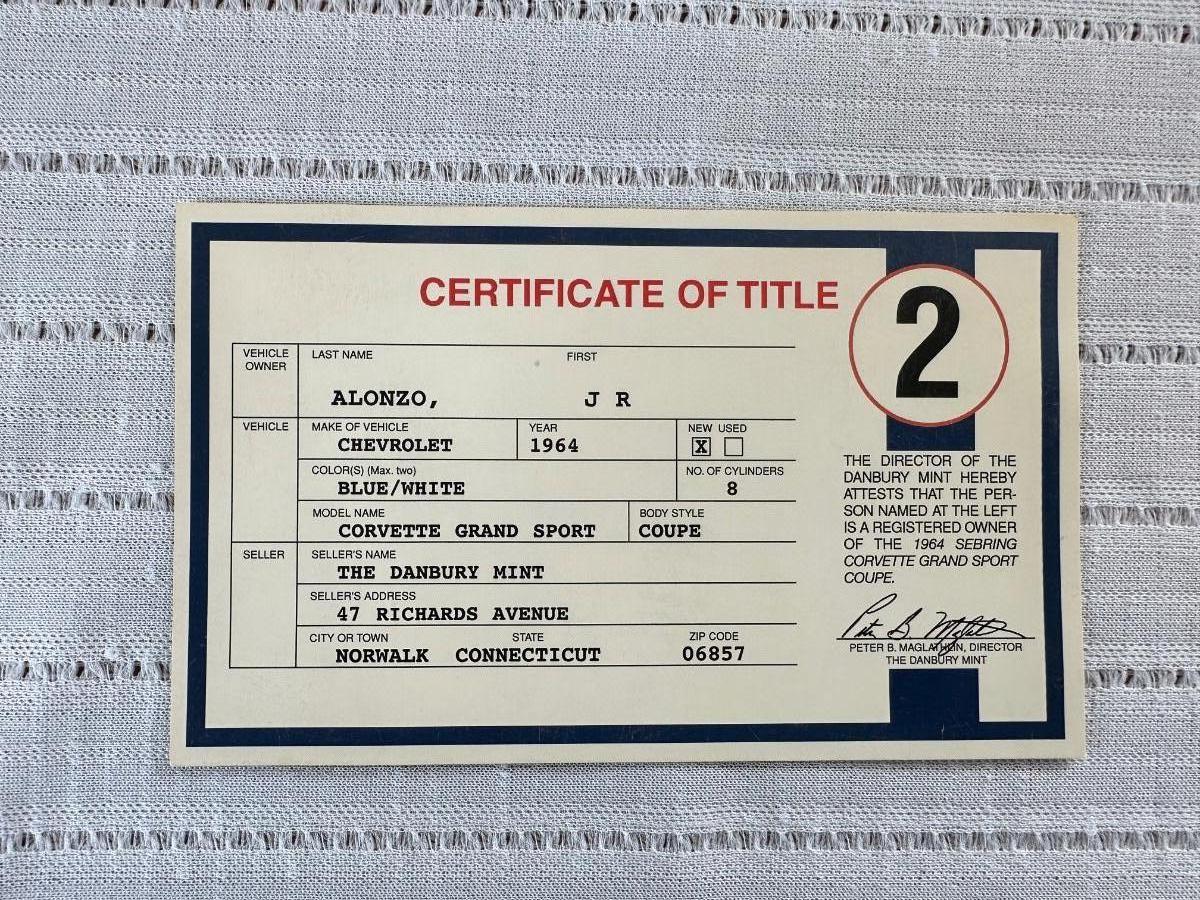 CERTIFICATE OF TITLE
2
VEHICLE OWNER
LAST NAME FIRST
ALONZO, J R
VEHICLE
MAKE OF VEHICLE YEAR NEW USED
CHEVROLET 1964 X
COLOR(S) (Max. two) NO. OF CYLINDERS
BLUE/WHITE 8
MODEL NAME BODY STYLE
CORVETTE GRAND SPORT COUPE
SELLER
SELLER'S NAME
THE DANBURY MINT
SELLER'S ADDRESS
47 RICHARDS AVENUE
CITY OR TOWN STATE ZIP CODE
NORWALK CONNECTICUT 06857
THE DIRECTOR OF THE
DANBURY MINT HEREBY
ATTESTS THAT THE PER-
SON NAMED AT THE LEFT
IS A REGISTERED OWNER
OF THE 1964 SEBRING
CORVETTE GRAND SPORT
COUPE.
PETER B. MAGLATHLIN, DIRECTOR
THE DANBURY MINT